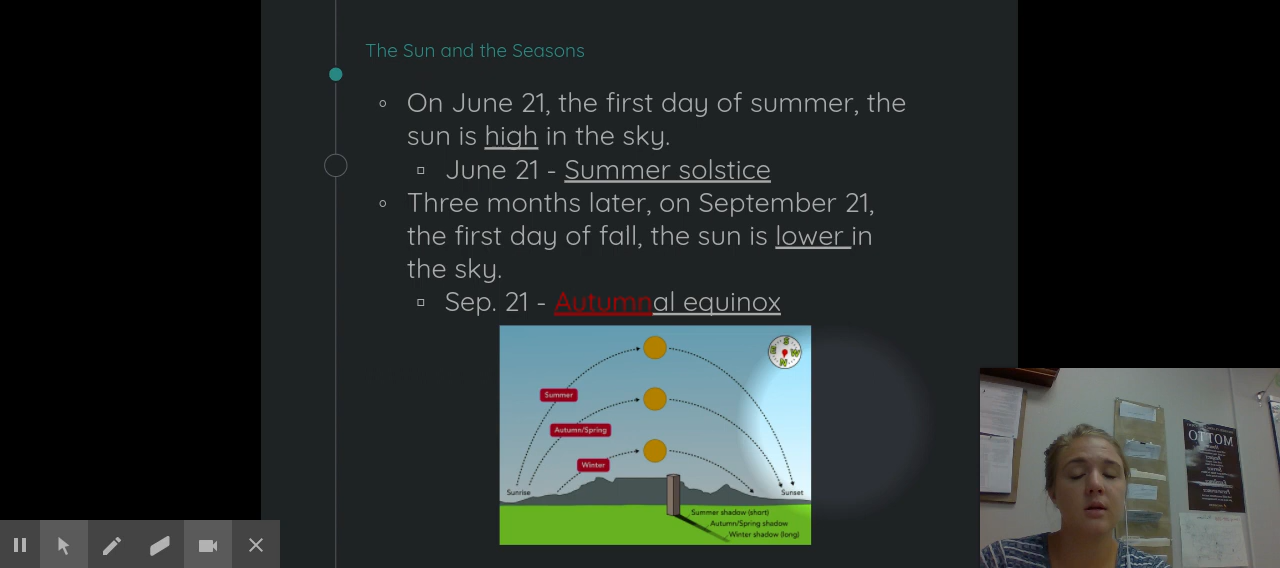 The Sun and the Seasons
On June 21, the first day of summer, the
sun is high in the sky.
June 21 - Summer solstice
Three months later, on September 21,
the first day of fall, the sun is lower in
the sky.
Sep. 21 - Autumnal equinox
S
E W
N
Summer
Autumn/Spring
Winter
Sunrise
Sunset
Summer shadow (short)
Autumn/Spring shadow
Winter shadow (long)
MOTTO